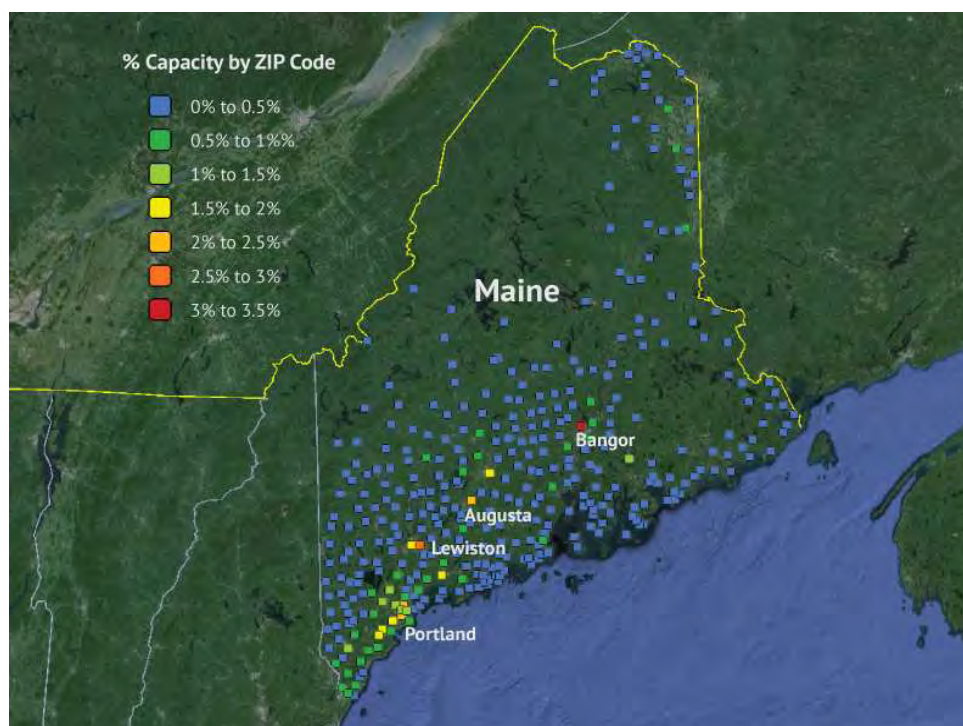 % Capacity by ZIP Code
0% to 0.5%
0.5% to 1%%
1% to 1.5%
1.5% to 2%
2% to 2.5%
2.5% to 3%
3% to 3.5%
Maine
Bangor
Augusta
Lewiston
Portland